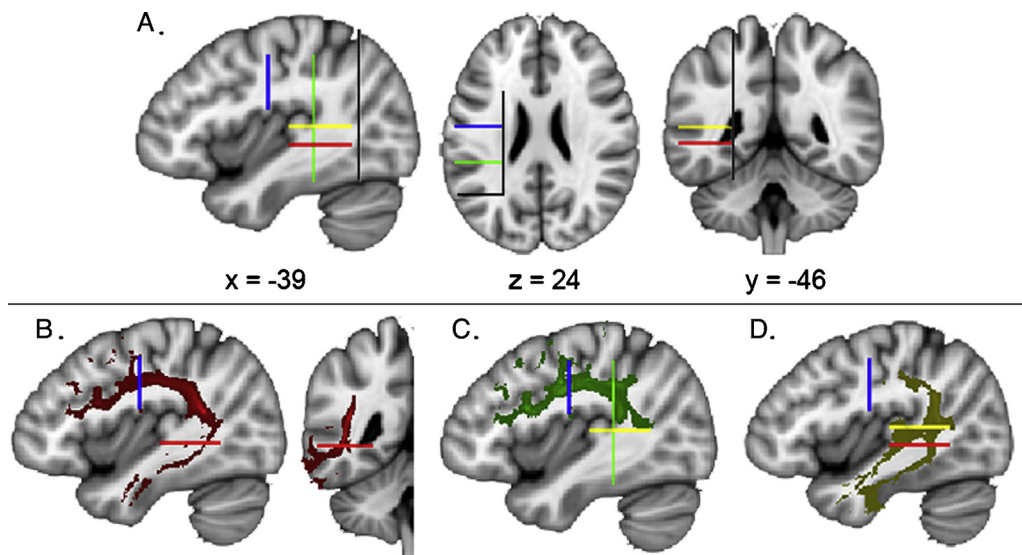 A.
x = -39
z = 24
y = -46
B.
C.
D.